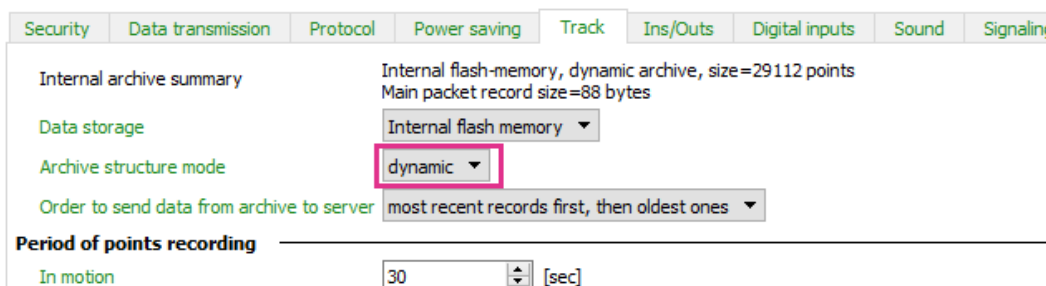 Security Data transmission Protocol Power saving Track Ins/Outs Digital inputs Sound Signaling
Internal archive summary Internal flash-memory, dynamic archive, size=29112 points
Main packet record size=88 bytes
Data storage Internal flash memory
Archive structure mode dynamic
Order to send data from archive to server most recent records first, then oldest ones
Period of points recording
In motion 30 [sec]